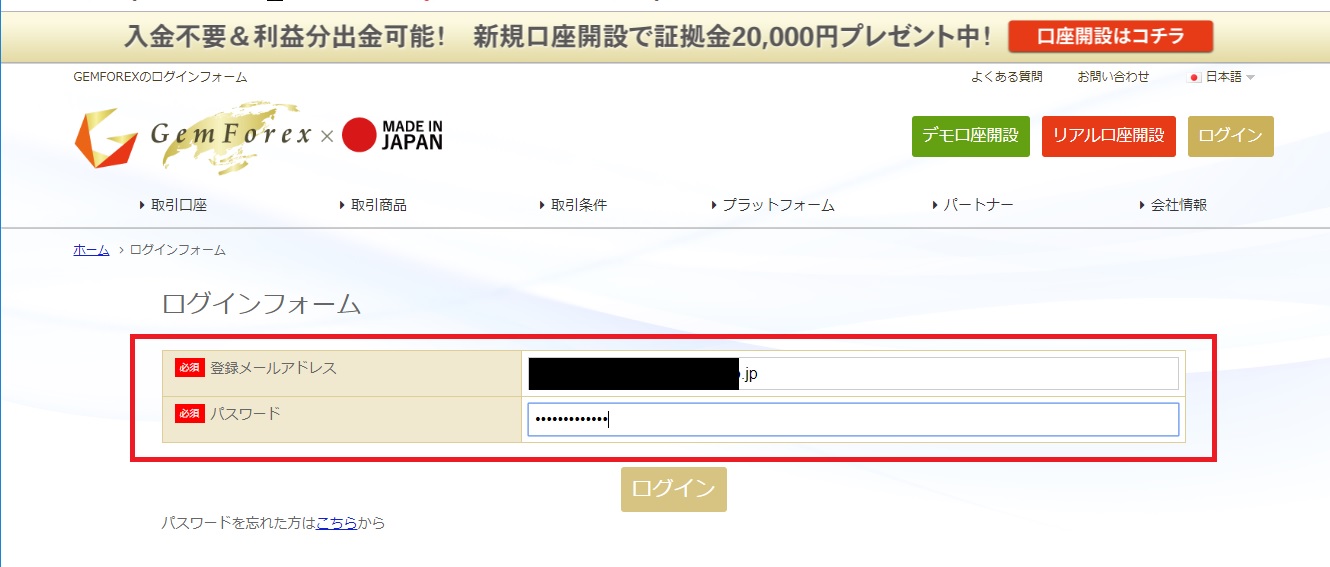 入金不要＆利益分出金可能! 新規口座開設で証拠金20,000円プレゼント中! 口座開設はコチラ
GEMFOREXのログインフォーム よくある質問 お問い合わせ 日本語
GemForex × MADE IN JAPAN デモ口座開設 リアル口座開設 ログイン
取引口座 取引商品 取引条件 プラットフォーム パートナー 会社情報
ホーム › ログインフォーム
ログインフォーム
必須 登録メールアドレス .jp
必須 パスワード •••••••••••••
ログイン
パスワードを忘れた方はこちらから